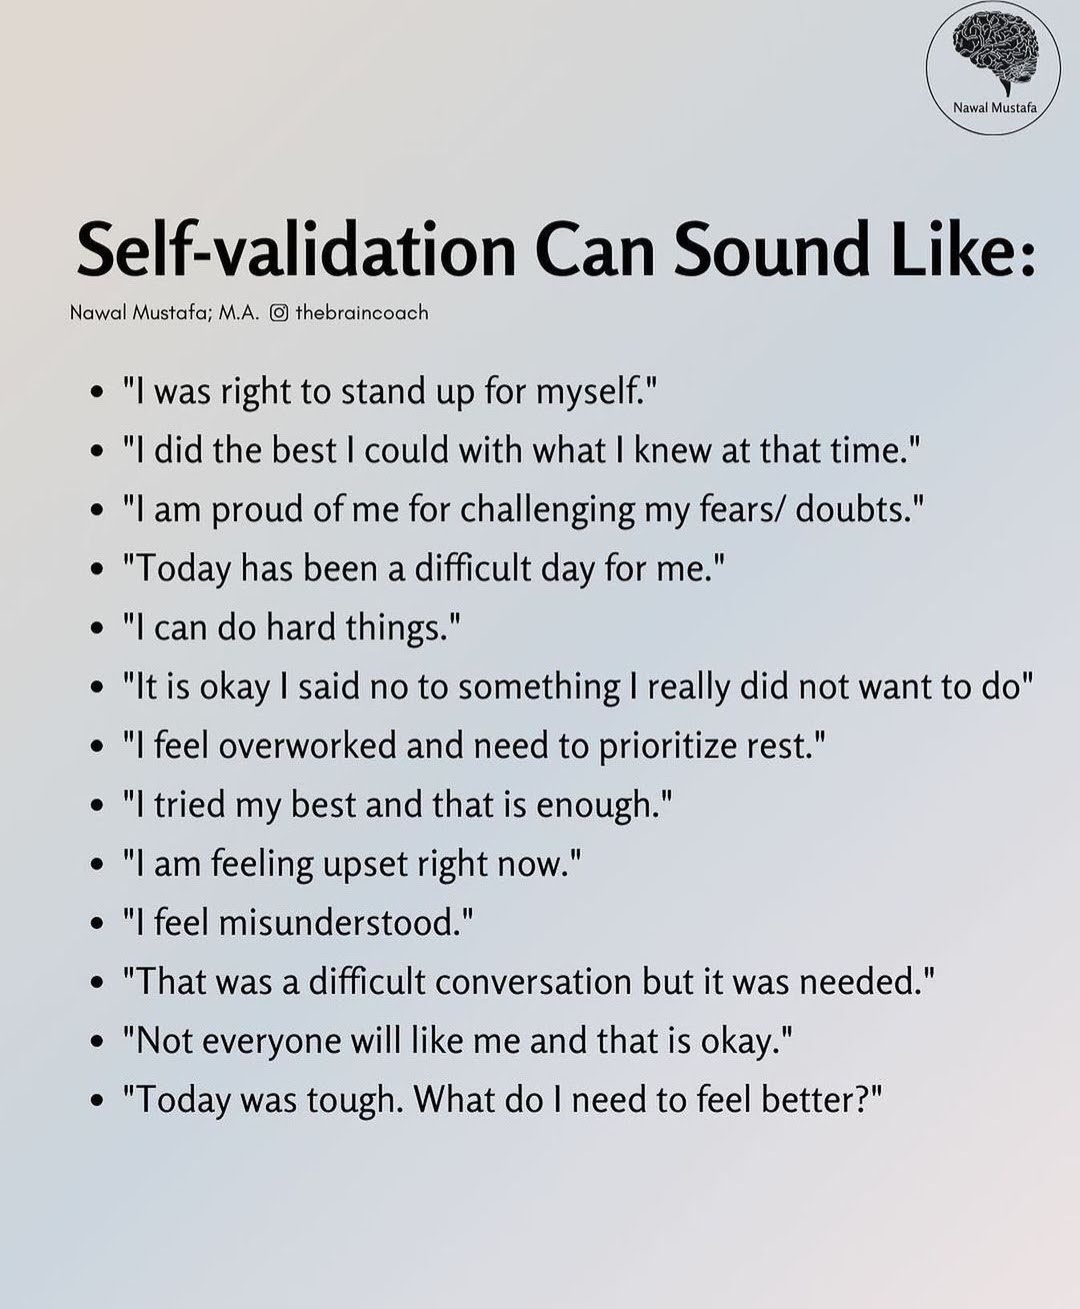 Nawal Mustafa
Self-validation Can Sound Like:
Nawal Mustafa; M.A. thebraincoach
• "I was right to stand up for myself."
• "I did the best I could with what I knew at that time."
• "I am proud of me for challenging my fears/ doubts."
• "Today has been a difficult day for me."
• "I can do hard things."
• "It is okay I said no to something I really did not want to do"
• "I feel overworked and need to prioritize rest."
• "I tried my best and that is enough."
• "I am feeling upset right now."
• "I feel misunderstood."
• "That was a difficult conversation but it was needed."
• "Not everyone will like me and that is okay."
• "Today was tough. What do I need to feel better?"